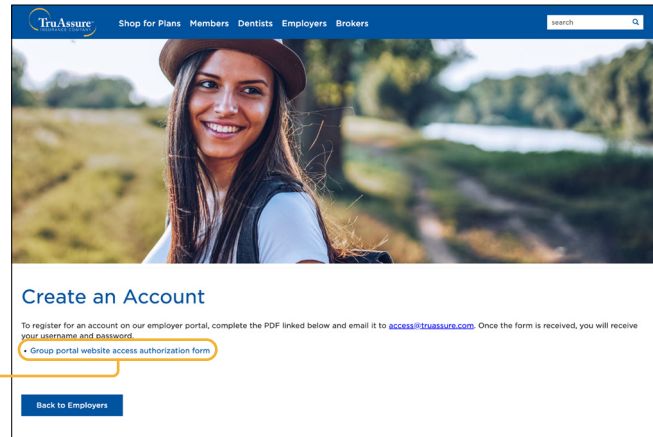 TruAssure
INSURANCE COMPANY
Shop for Plans Members Dentists Employers Brokers
search
Create an Account
To register for an account on our employer portal, complete the PDF linked below and email it to access@truassure.com. Once the form is received, you will receive
your username and password.
• Group portal website access authorization form
Back to Employers